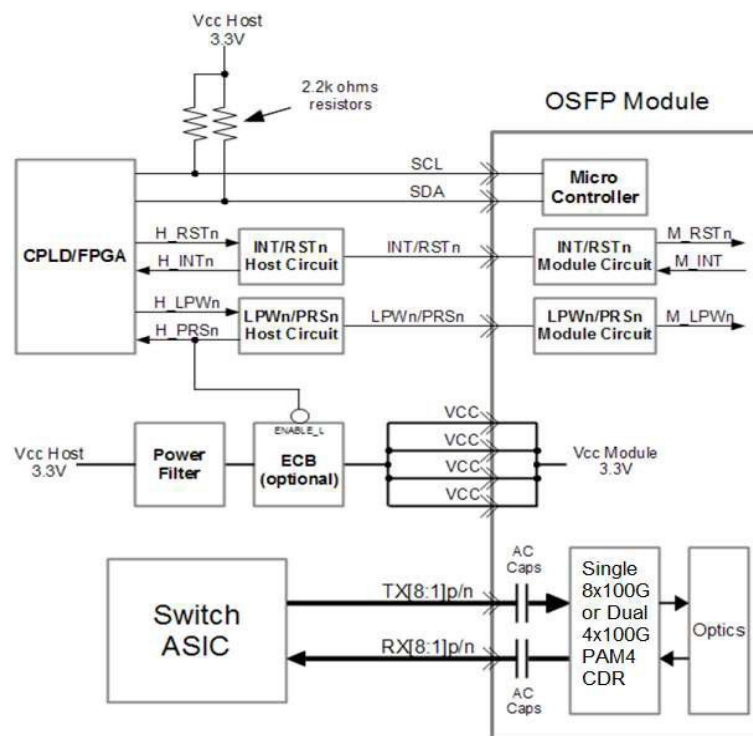 Vcc Host
3.3V
2.2k ohms
resistors
OSFP Module
SCL
SDA
Micro
Controller
CPLD/FPGA
H_RSTn
H_INTn
INT/RSTn
Host Circuit
INT/RSTn
INT/RSTn
Module Circuit
M_RSTn
M_INT
H_LPWn
H_PRSn
LPWn/PRSn
Host Circuit
LPWn/PRSn
LPWn/PRSn
Module Circuit
M_LPWn
Vcc Host
3.3V
Power
Filter
ENABLE_L
ECB
(optional)
VCC
VCC
VCC
VCC
Vcc Module
3.3V
Switch
ASIC
TX[8:1]p/n
RX[8:1]p/n
AC
Caps
AC
Caps
Single
8x100G
or Dual
4x100G
PAM4
CDR
Optics